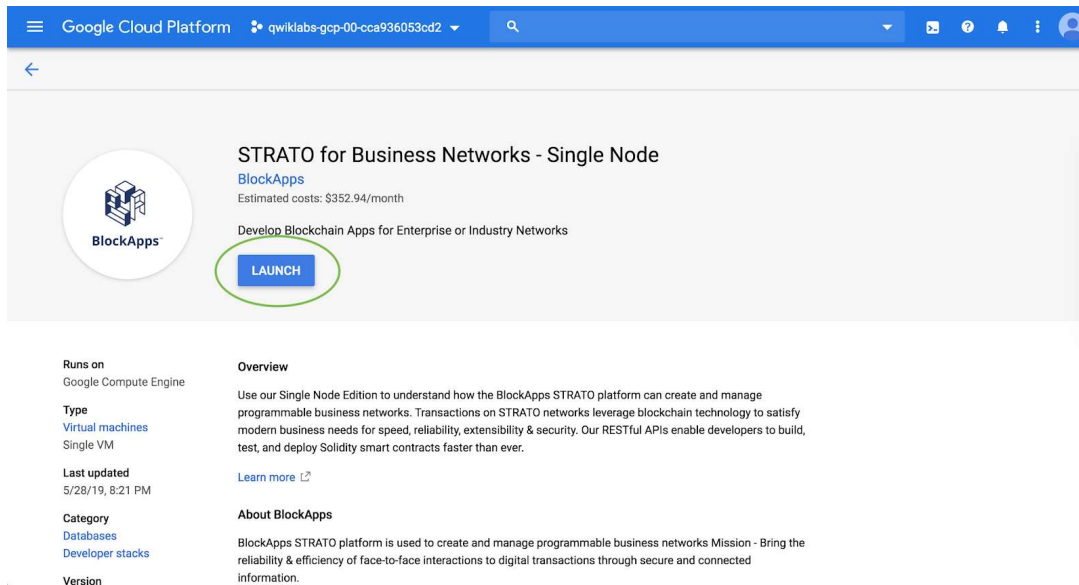 Google Cloud Platform
qwiklabs-gcp-00-cca936053cd2
STRATO for Business Networks - Single Node
BlockApps
Estimated costs: $352.94/month
Develop Blockchain Apps for Enterprise or Industry Networks
BlockApps™
LAUNCH
Runs on
Google Compute Engine
Type
Virtual machines
Single VM
Last updated
5/28/19, 8:21 PM
Category
Databases
Developer stacks
Version
Overview
Use our Single Node Edition to understand how the BlockApps STRATO platform can create and manage
programmable business networks. Transactions on STRATO networks leverage blockchain technology to satisfy
modern business needs for speed, reliability, extensibility & security. Our RESTful APIs enable developers to build,
test, and deploy Solidity smart contracts faster than ever.
Learn more
About BlockApps
BlockApps STRATO platform is used to create and manage programmable business networks Mission - Bring the
reliability & efficiency of face-to-face interactions to digital transactions through secure and connected
information.